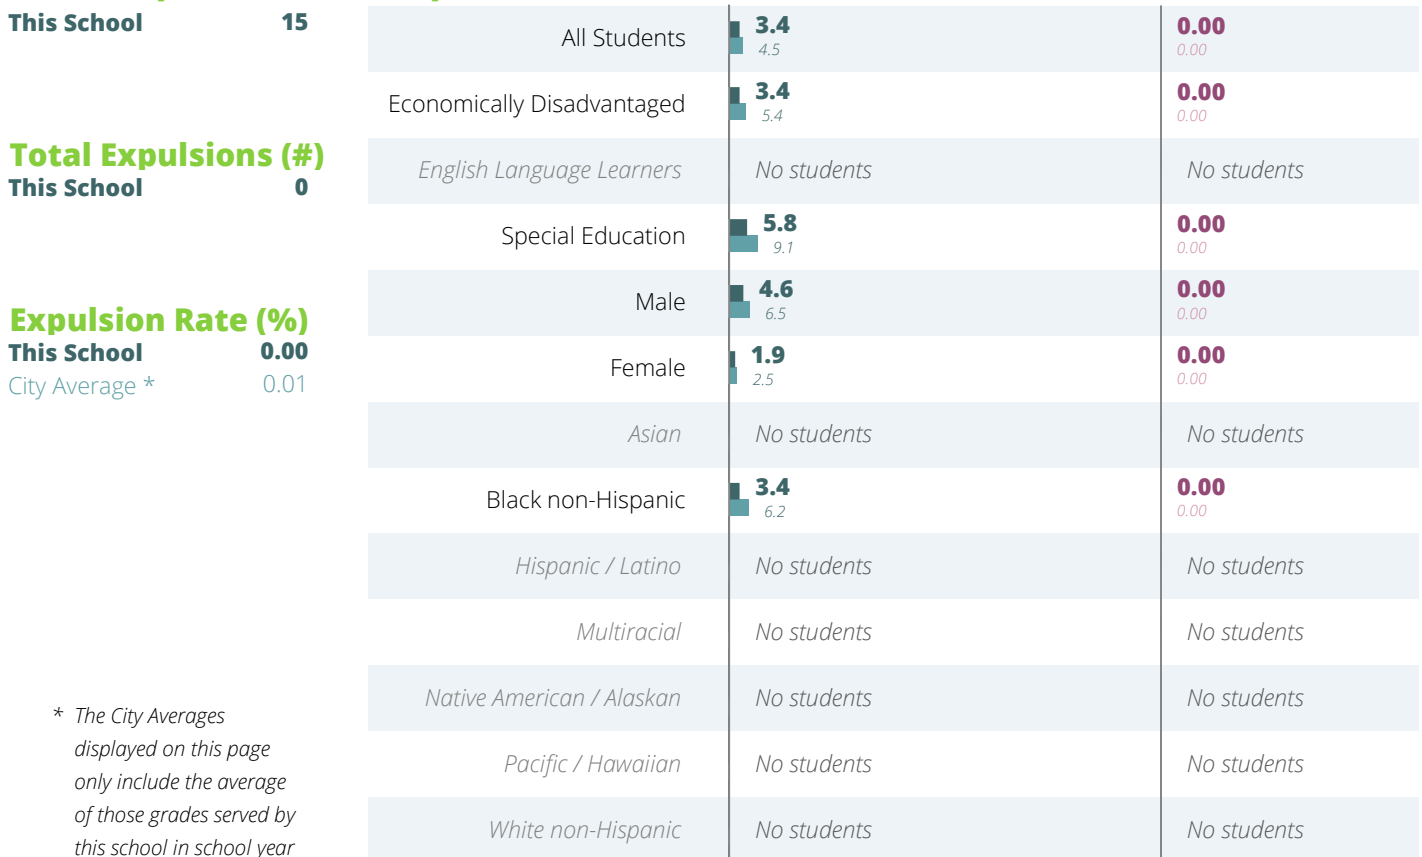 This School 15
Total Expulsions (#)
This School 0
Expulsion Rate (%)
This School 0.00
City Average * 0.01
* The City Averages
displayed on this page
only include the average
of those grades served by
this school in school year
All Students 3.4 0.00
4.5 0.00
Economically Disadvantaged 3.4 0.00
5.4 0.00
English Language Learners No students No students
Special Education 5.8 0.00
9.1 0.00
Male 4.6 0.00
6.5 0.00
Female 1.9 0.00
2.5 0.00
Asian No students No students
Black non-Hispanic 3.4 0.00
6.2 0.00
Hispanic / Latino No students No students
Multiracial No students No students
Native American / Alaskan No students No students
Pacific / Hawaiian No students No students
White non-Hispanic No students No students